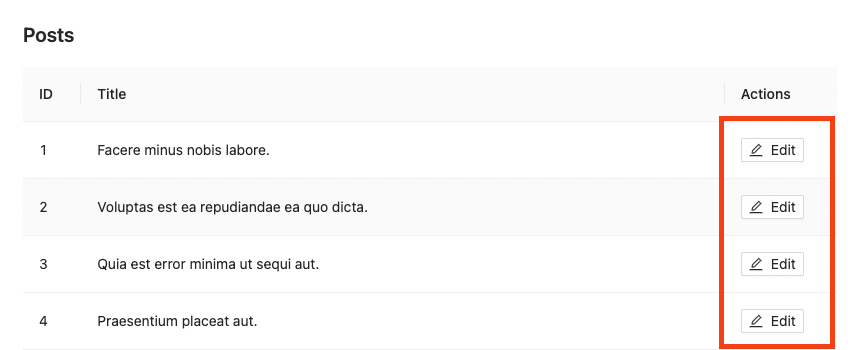 Posts
ID Title Actions
1 Facere minus nobis labore. Edit
2 Voluptas est ea repudiandae ea quo dicta. Edit
3 Quia est error minima ut sequi aut. Edit
4 Praesentium placeat aut. Edit